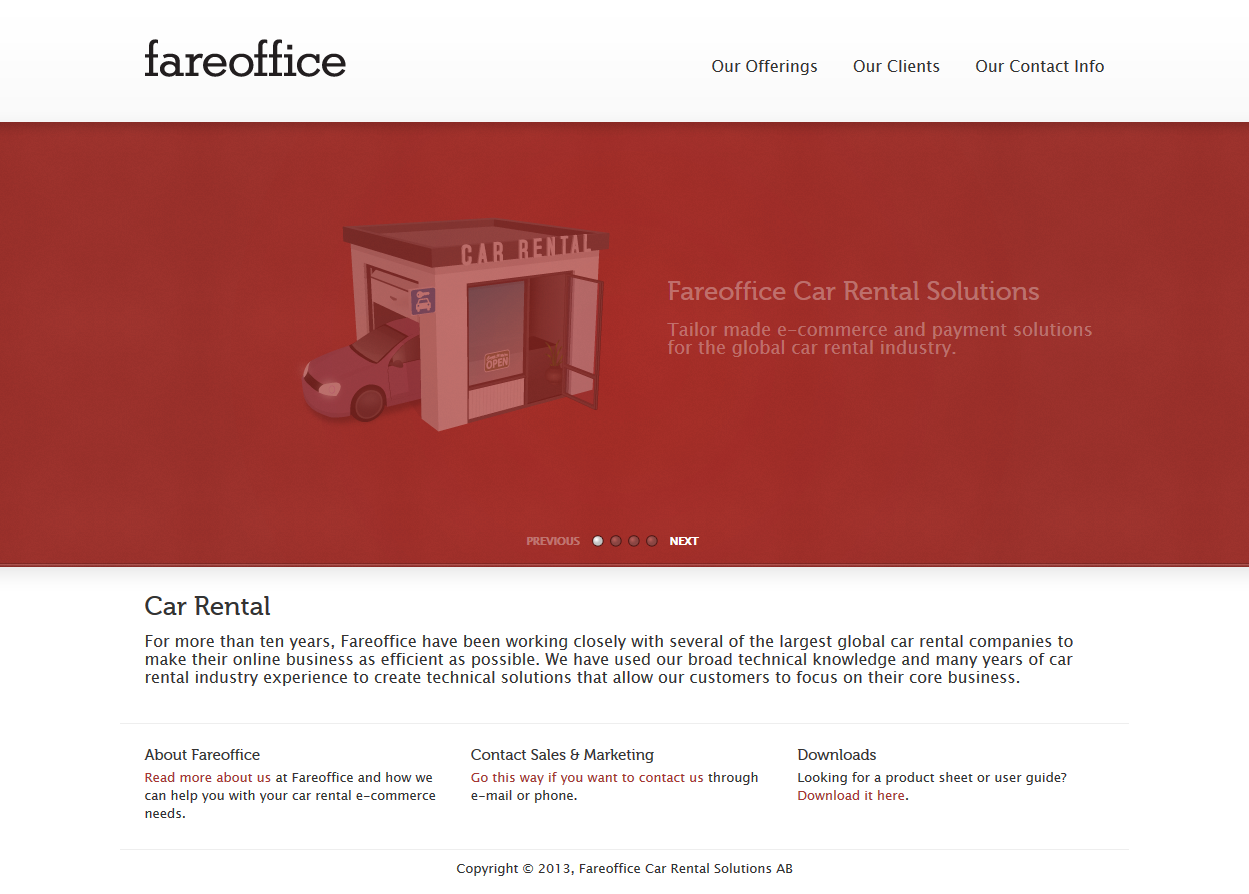 fareoffice
Our Offerings Our Clients Our Contact Info
CAR RENTAL
OPEN
Fareoffice Car Rental Solutions
Tailor made e-commerce and payment solutions
for the global car rental industry.
PREVIOUS NEXT
Car Rental
For more than ten years, Fareoffice have been working closely with several of the largest global car rental companies to
make their online business as efficient as possible. We have used our broad technical knowledge and many years of car
rental industry experience to create technical solutions that allow our customers to focus on their core business.
About Fareoffice
Read more about us at Fareoffice and how we
can help you with your car rental e-commerce
needs.
Contact Sales & Marketing
Go this way if you want to contact us through
e-mail or phone.
Downloads
Looking for a product sheet or user guide?
Download it here.
Copyright © 2013, Fareoffice Car Rental Solutions AB